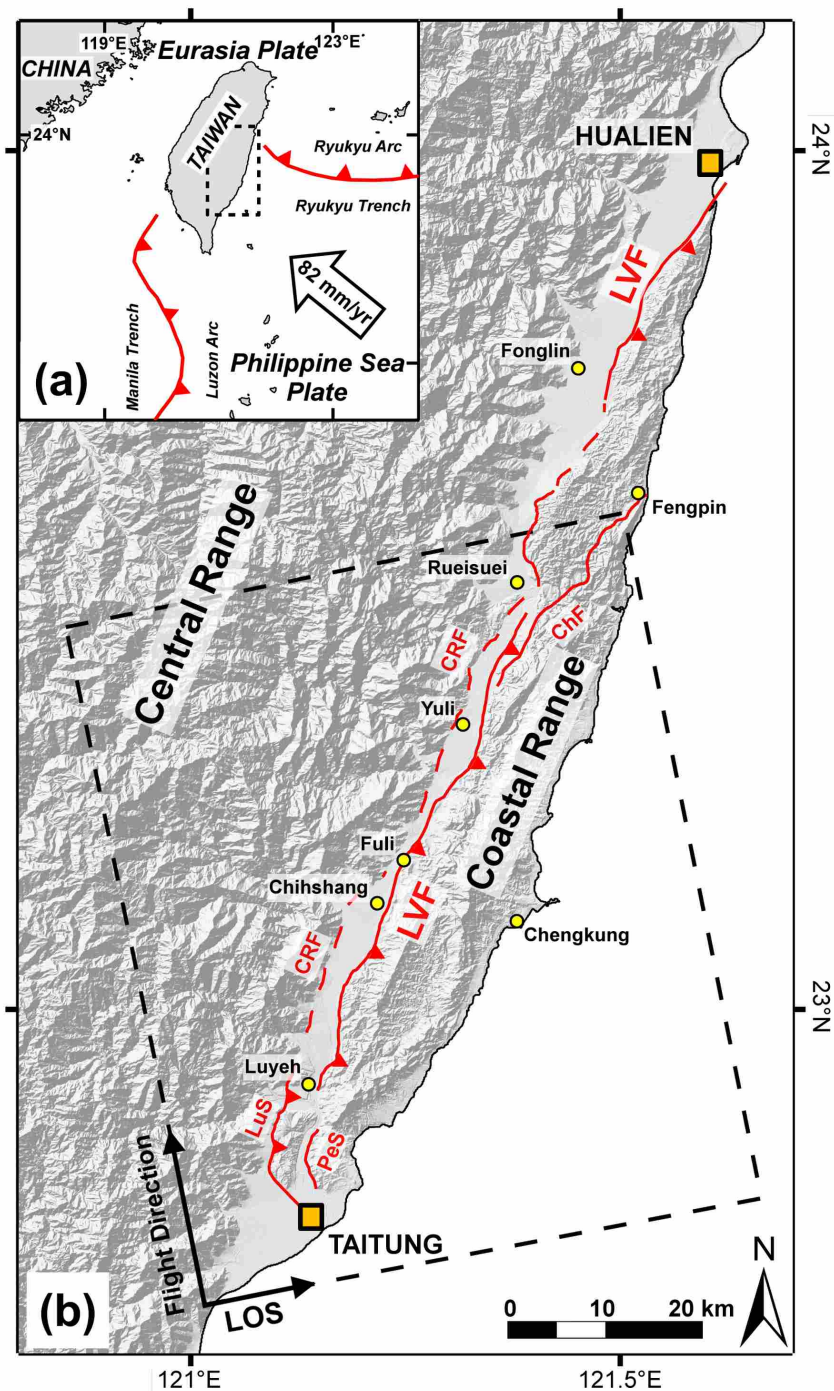 119°E
123°E
Eurasia Plate
CHINA
24°N
TAIWAN
Ryukyu Arc
Ryukyu Trench
82 mm/yr
Manila Trench
Luzon Arc
Philippine Sea
Plate
(a)
HUALIEN
24°N
LVF
Fonglin
Fengpin
Central Range
Rueisuei
ChF
CRF
Yuli
Coastal Range
Fuli
Chihshang
LVF
Chengkung
CRF
23°N
Luyeh
LuS
PeS
Flight Direction
TAITUNG
LOS
(b)
N
0 10 20 km
121°E
121.5°E